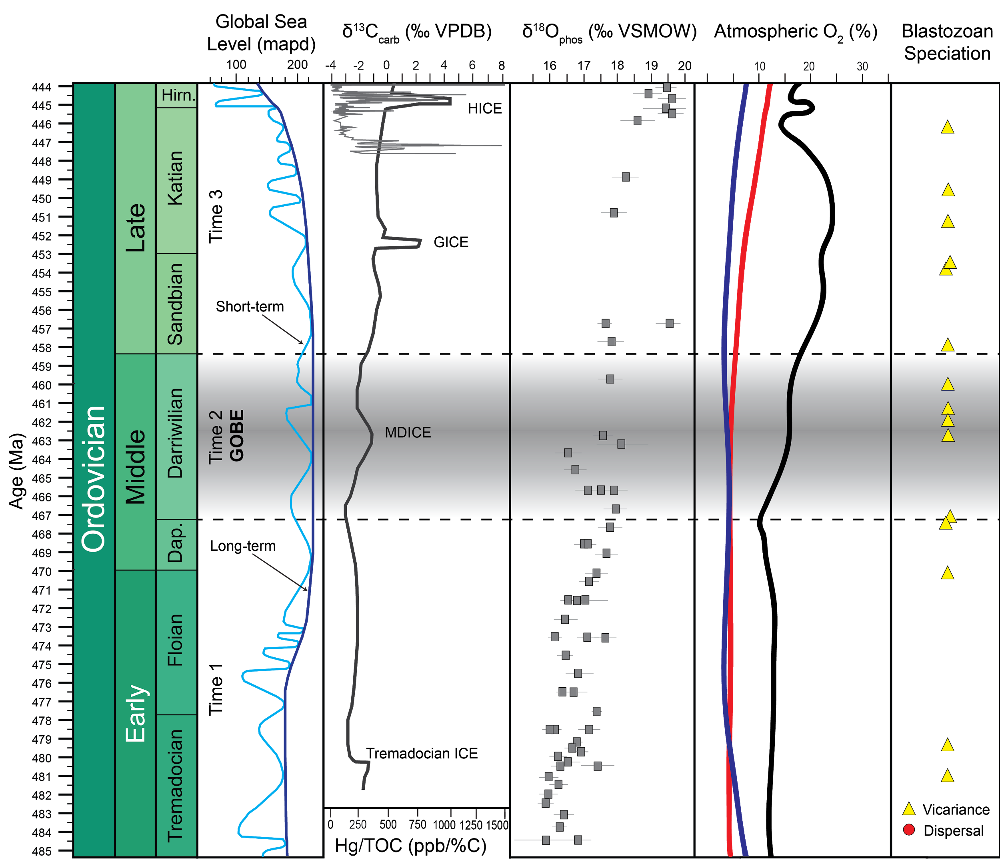 Global Sea
Level (mapd)
δ¹³Ccarb (‰ VPDB)
δ¹⁸Ophos (‰ VSMOW)
Atmospheric O₂ (%)
Blastozoan
Speciation
100 200
-4 -2 0 2 4 6 8
16 17 18 19 20
10 20 30
Age (Ma)
444
445
446
447
448
449
450
451
452
453
454
455
456
457
458
459
460
461
462
463
464
465
466
467
468
469
470
471
472
473
474
475
476
477
478
479
480
481
482
483
484
485
Ordovician
Late
Middle
Early
Hirn.
Katian
Sandbian
Darriwilian
Dap.
Floian
Tremadocian
Time 3
Short-term
Time 2
GOBE
Long-term
Time 1
HICE
GICE
MDICE
Tremadocian ICE
0 250 500 750 1000 1250 1500
Hg/TOC (ppb/%C)
Vicariance
Dispersal